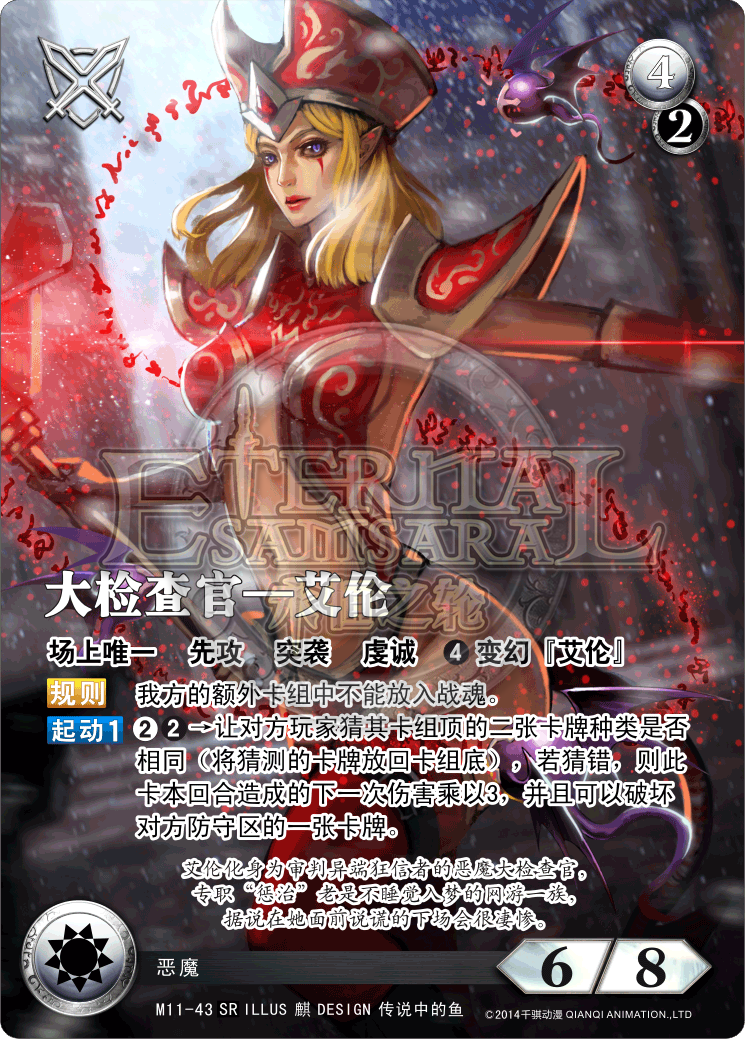 4
2
ETERNAL
SAMSARA
大检查官—艾伦
之轮
场上唯一 先攻 突袭 虔诚 4 变幻『艾伦』
规则 我方的额外卡组中不能放入战魂。
起动1 2 2 →让对方玩家猜其卡组顶的二张卡牌种类是否
相同（将猜测的卡牌放回卡组底），若猜错，则此
卡本回合造成的下一次伤害乘以3，并且可以破坏
对方防守区的一张卡牌。
艾伦化身为审判异端狂信者的恶魔大检查官，
专职“惩治”老是不睡觉入梦的网游一族，
据说在她面前说谎的下场会很凄惨。
恶魔
6 8
M11-43 SR ILLUS 麒 DESIGN 传说中的鱼
©2014千骐动漫 QIANQI ANIMATION.,LTD